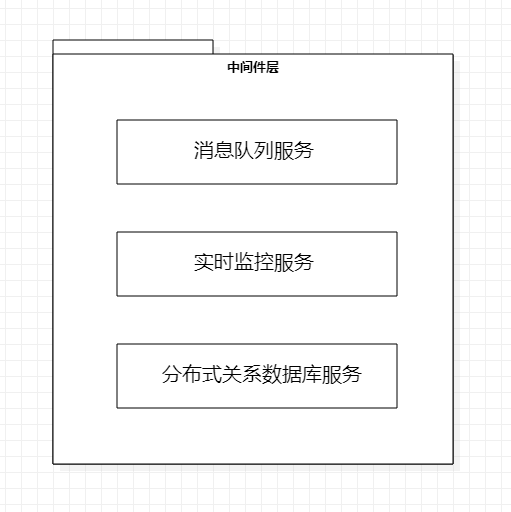 中间件层
消息队列服务
实时监控服务
分布式关系数据库服务